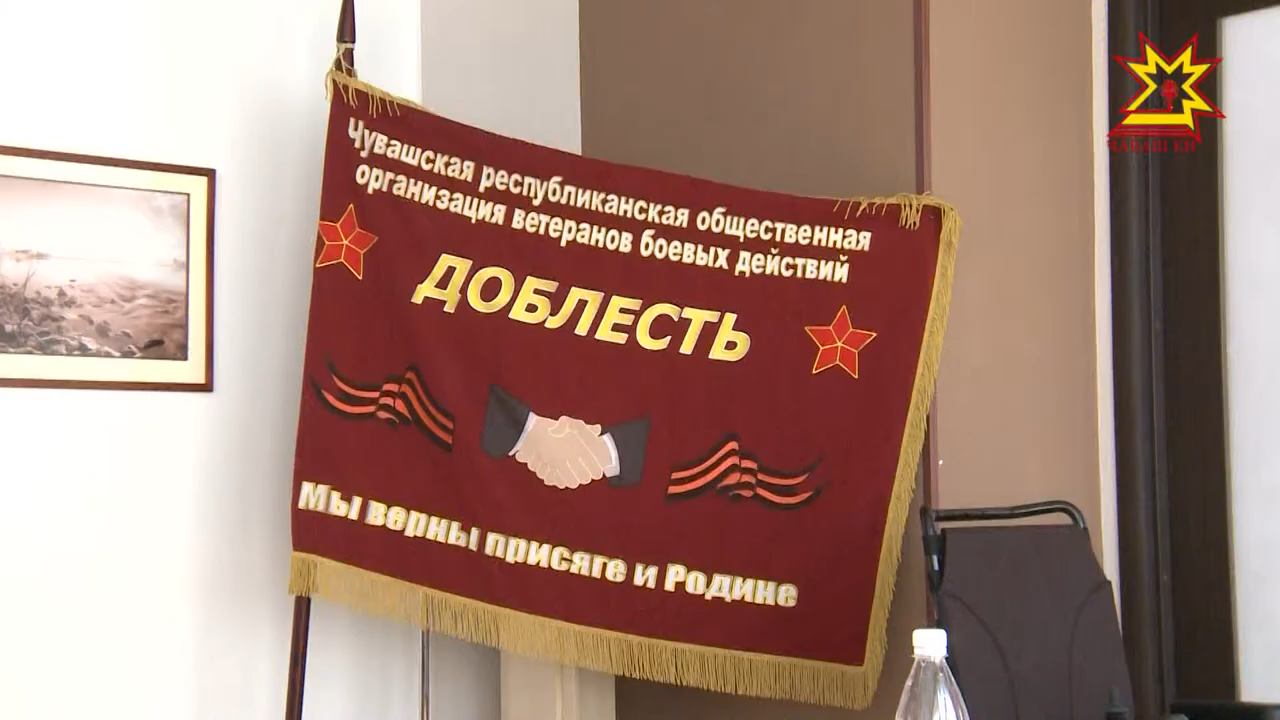 Чувашская республиканская общественная
организация ветеранов боевых действий
ДОБЛЕСТЬ
Мы верны присяге и Родине